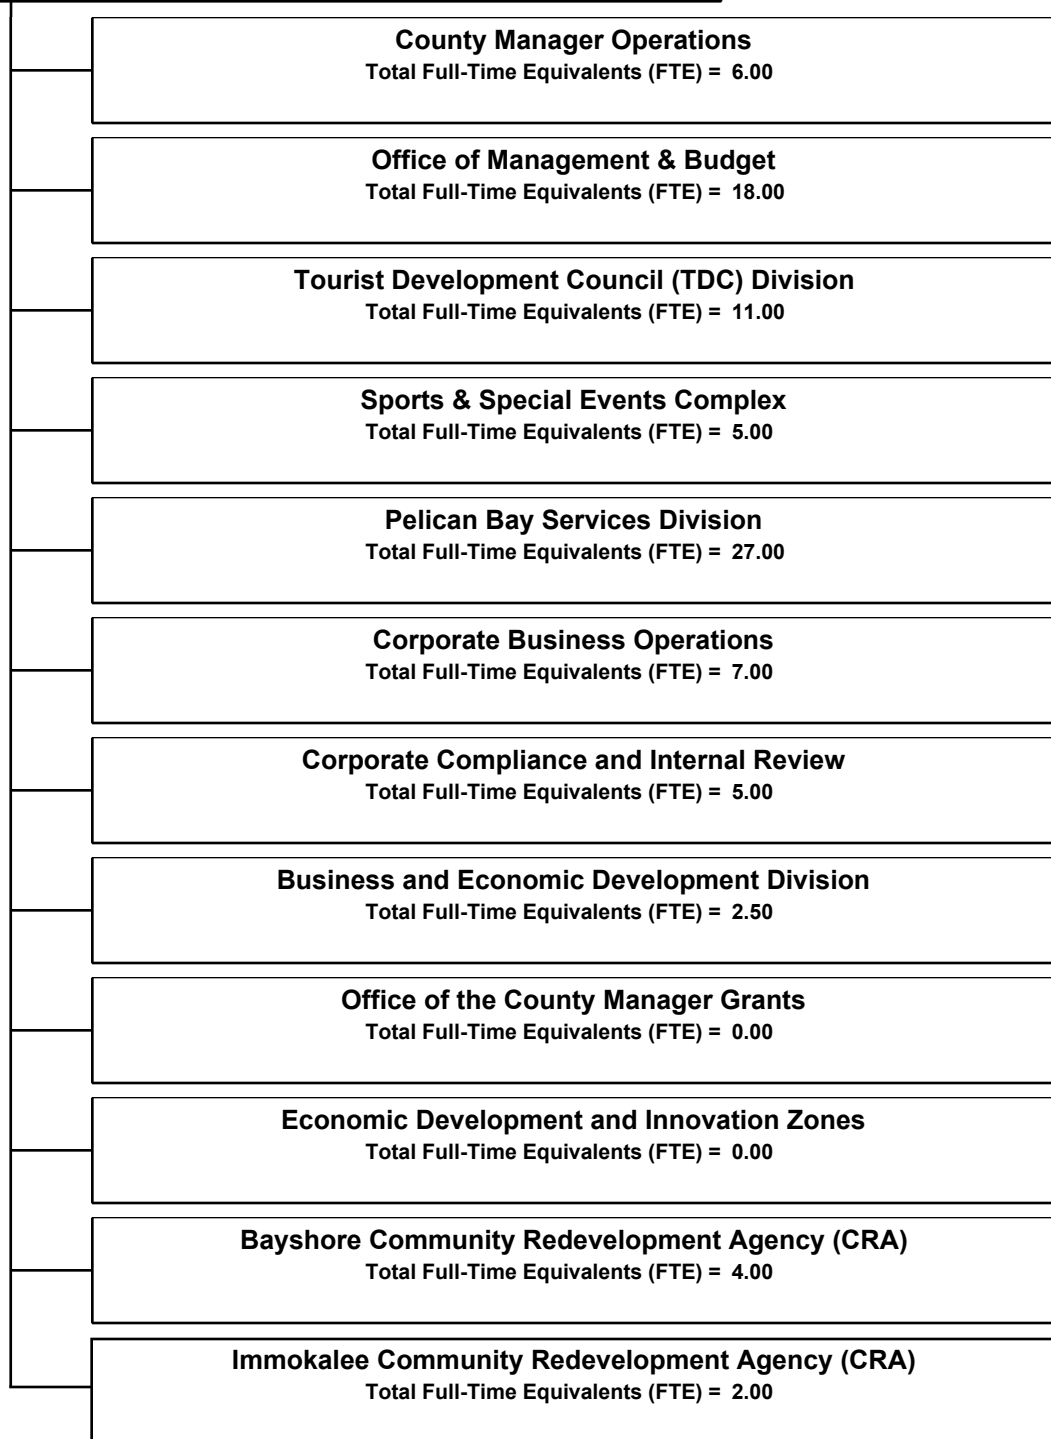 County Manager Operations
Total Full-Time Equivalents (FTE) = 6.00
Office of Management & Budget
Total Full-Time Equivalents (FTE) = 18.00
Tourist Development Council (TDC) Division
Total Full-Time Equivalents (FTE) = 11.00
Sports & Special Events Complex
Total Full-Time Equivalents (FTE) = 5.00
Pelican Bay Services Division
Total Full-Time Equivalents (FTE) = 27.00
Corporate Business Operations
Total Full-Time Equivalents (FTE) = 7.00
Corporate Compliance and Internal Review
Total Full-Time Equivalents (FTE) = 5.00
Business and Economic Development Division
Total Full-Time Equivalents (FTE) = 2.50
Office of the County Manager Grants
Total Full-Time Equivalents (FTE) = 0.00
Economic Development and Innovation Zones
Total Full-Time Equivalents (FTE) = 0.00
Bayshore Community Redevelopment Agency (CRA)
Total Full-Time Equivalents (FTE) = 4.00
Immokalee Community Redevelopment Agency (CRA)
Total Full-Time Equivalents (FTE) = 2.00